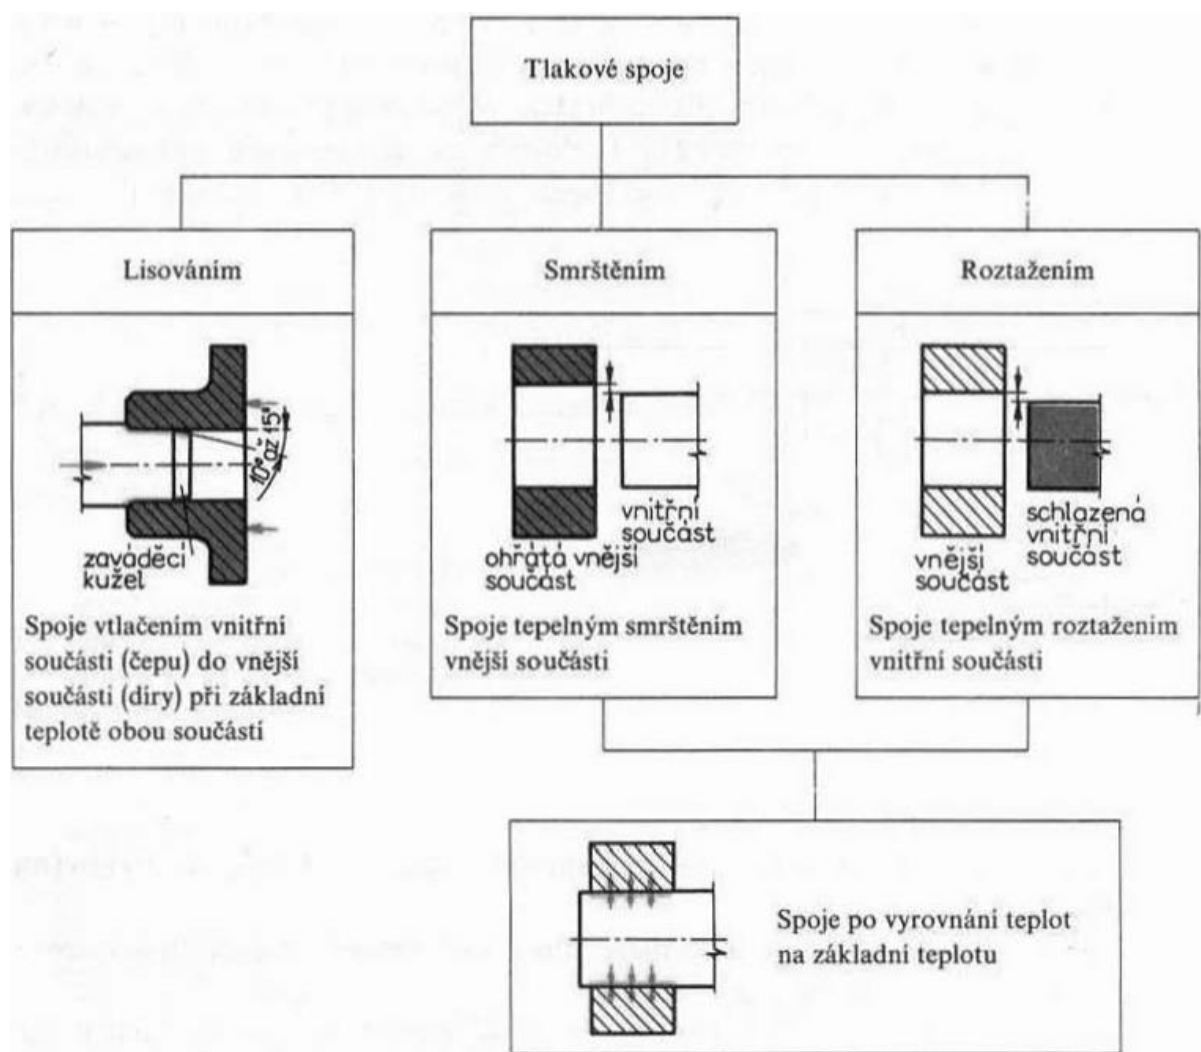 Tlakové spoje
Lisováním
10° až 15°
zaváděcí
kužel
Spoje vtlačením vnitřní
součásti (čepu) do vnější
součásti (díry) při základní
teplotě obou součástí
Smrštěním
vnitřní
součást
ohřátá vnější
součást
Spoje tepelným smrštěním
vnější součásti
Roztažením
schlazená
vnitřní
součást
vnější
součást
Spoje tepelným roztažením
vnitřní součásti
Spoje po vyrovnání teplot
na základní teplotu